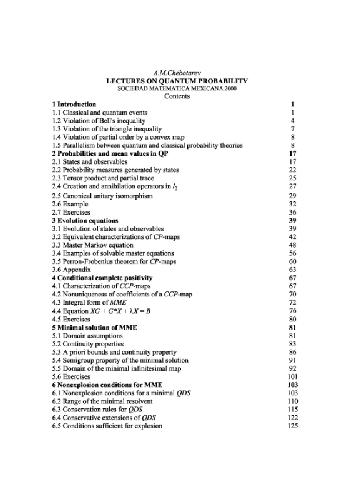 A.M.Chebotarev
LECTURES ON QUANTUM PROBABILITY
SOCIEDAD MATEMATICA MEXICANA 2000
Contents
1 Introduction 1
1.1 Classical and quantum events 1
1.2 Violation of Bell's inequality 4
1.3 Violation of the triangle inequality 7
1.4 Violation of partial order by a convex map 8
1.5 Parallelism between quantum and classical probability theories 8
2 Probabilities and mean values in QP 17
2.1 States and observables 17
2.2 Probability measures generated by states 22
2.3 Tensor product and partial trace 25
2.4 Creation and annihilation operators in l2 27
2.5 Canonical unitary isomorphism 29
2.6 Example 32
2.7 Exercises 36
3 Evolution equations 39
3.1 Evolution of states and observables 39
3.2 Equivalent characterizations of CP-maps 42
3.3 Master Markov equation 48
3.4 Examples of solvable master equations 56
3.5 Perron-Frobenius theorem for CP-maps 60
3.6 Appendix 63
4 Conditional complete positivity 67
4.1 Characterization of CCP-maps 67
4.2 Nonuniqueness of coefficients of a CCP-map 70
4.3 Integral form of MME 72
4.4 Equation XG + G*X + λX = B 76
4.5 Exercises 80
5 Minimal solution of MME 81
5.1 Domain assumptions 81
5.2 Continuity properties 83
5.3 A priori bounds and continuity property 86
5.4 Semigroup property of the minimal solution 91
5.5 Domain of the minimal infinitesimal map 92
5.6 Exercises 101
6 Nonexplosion conditions for MME 103
6.1 Nonexplosion conditions for a minimal QDS 103
6.2 Range of the minimal resolvent 110
6.3 Conservation rules for QDS 115
6.4 Conservative extensions of QDS 122
6.5 Conditions sufficient for explosion 125